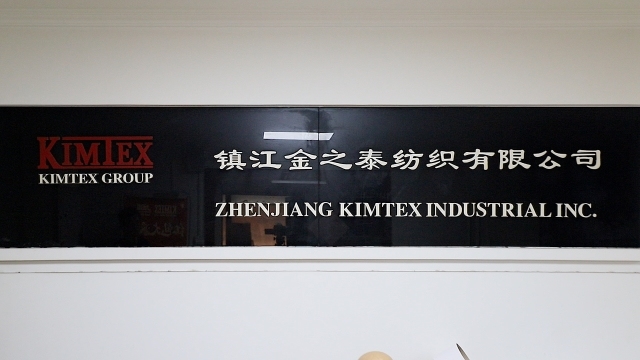 KIMTEX
KIMTEX GROUP
镇江金之泰纺织有限公司
ZHENJIANG KIMTEX INDUSTRIAL INC.